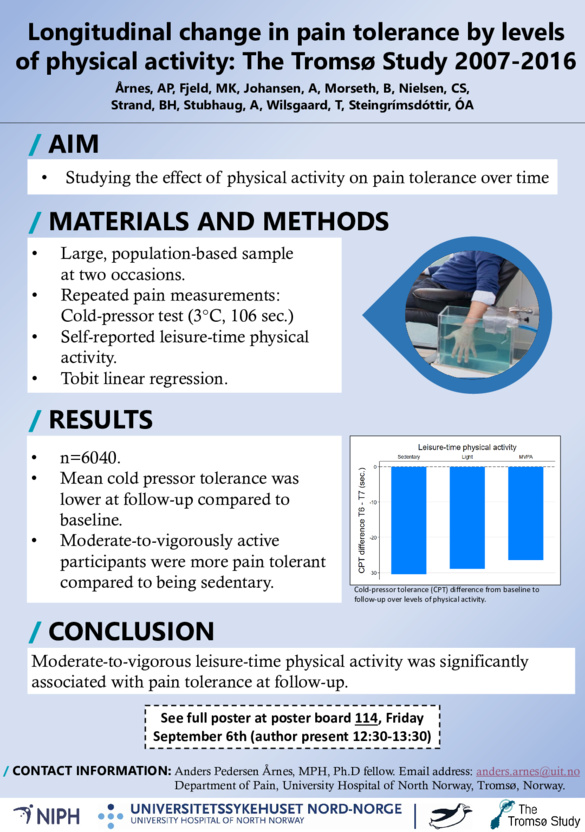 Longitudinal change in pain tolerance by levels
of physical activity: The Tromsø Study 2007-2016
Årnes, AP, Fjeld, MK, Johansen, A, Morseth, B, Nielsen, CS,
Strand, BH, Stubhaug, A, Wilsgaard, T, Steingrímsdóttir, ÓA
/ AIM
• Studying the effect of physical activity on pain tolerance over time
/ MATERIALS AND METHODS
• Large, population-based sample
at two occasions.
• Repeated pain measurements:
Cold-pressor test (3°C, 106 sec.)
• Self-reported leisure-time physical
activity.
• Tobit linear regression.
/ RESULTS
• n=6040.
• Mean cold pressor tolerance was
lower at follow-up compared to
baseline.
• Moderate-to-vigorously active
participants were more pain tolerant
compared to being sedentary.
Leisure-time physical activity
Sedentary Light MVPA
CPT difference T6 - T7 (sec.)
0
-10
-20
-30
Cold-pressor tolerance (CPT) difference from baseline to
follow-up over levels of physical activity.
/ CONCLUSION
Moderate-to-vigorous leisure-time physical activity was significantly
associated with pain tolerance at follow-up.
See full poster at poster board 114, Friday
September 6th (author present 12:30-13:30)
/ CONTACT INFORMATION: Anders Pedersen Årnes, MPH, Ph.D fellow. Email address: anders.arnes@uit.no
Department of Pain, University Hospital of North Norway, Tromsø, Norway.
NIPH
UNIVERSITETSSYKEHUSET NORD-NORGE
UNIVERSITY HOSPITAL OF NORTH NORWAY
The
Tromsø Study